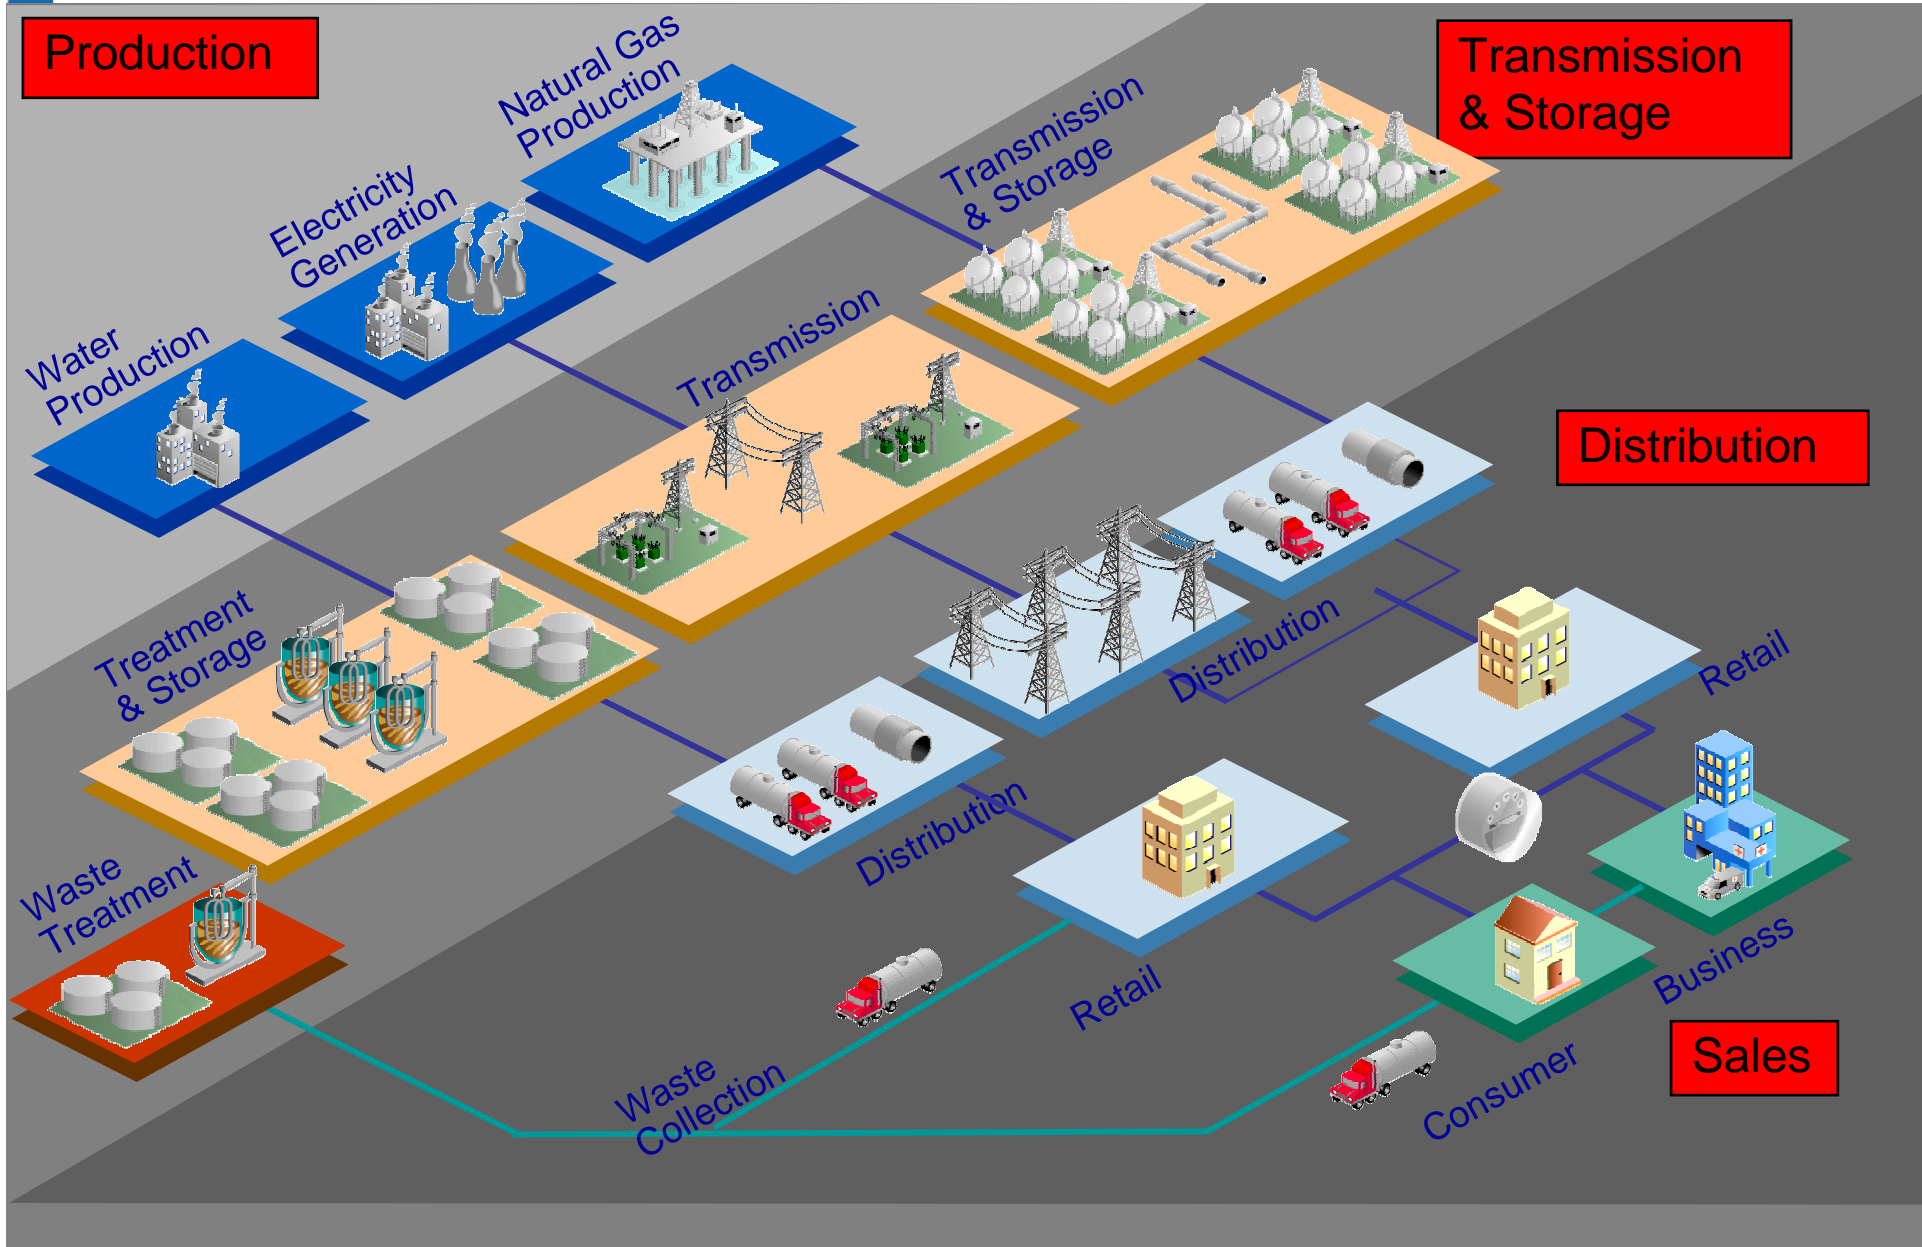 Production
Transmission
& Storage
Natural Gas
Production
Electricity
Generation
Water
Production
Transmission
& Storage
Transmission
Treatment
& Storage
Distribution
Distribution
Distribution
Retail
Retail
Waste
Treatment
Waste
Collection
Business
Consumer
Sales